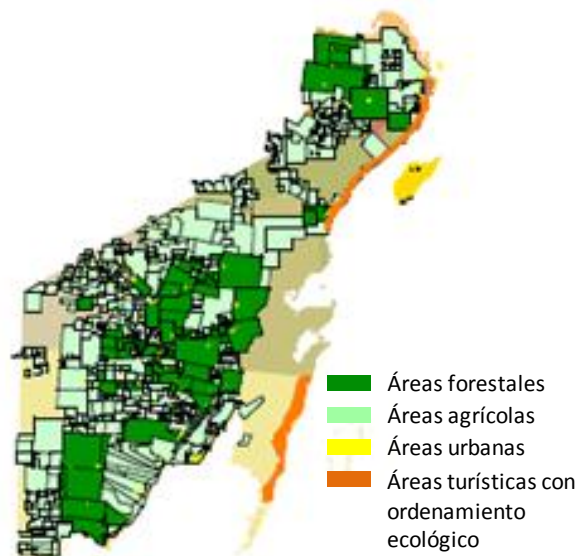 Áreas forestales
Áreas agrícolas
Áreas urbanas
Áreas turísticas con
ordenamiento
ecológico